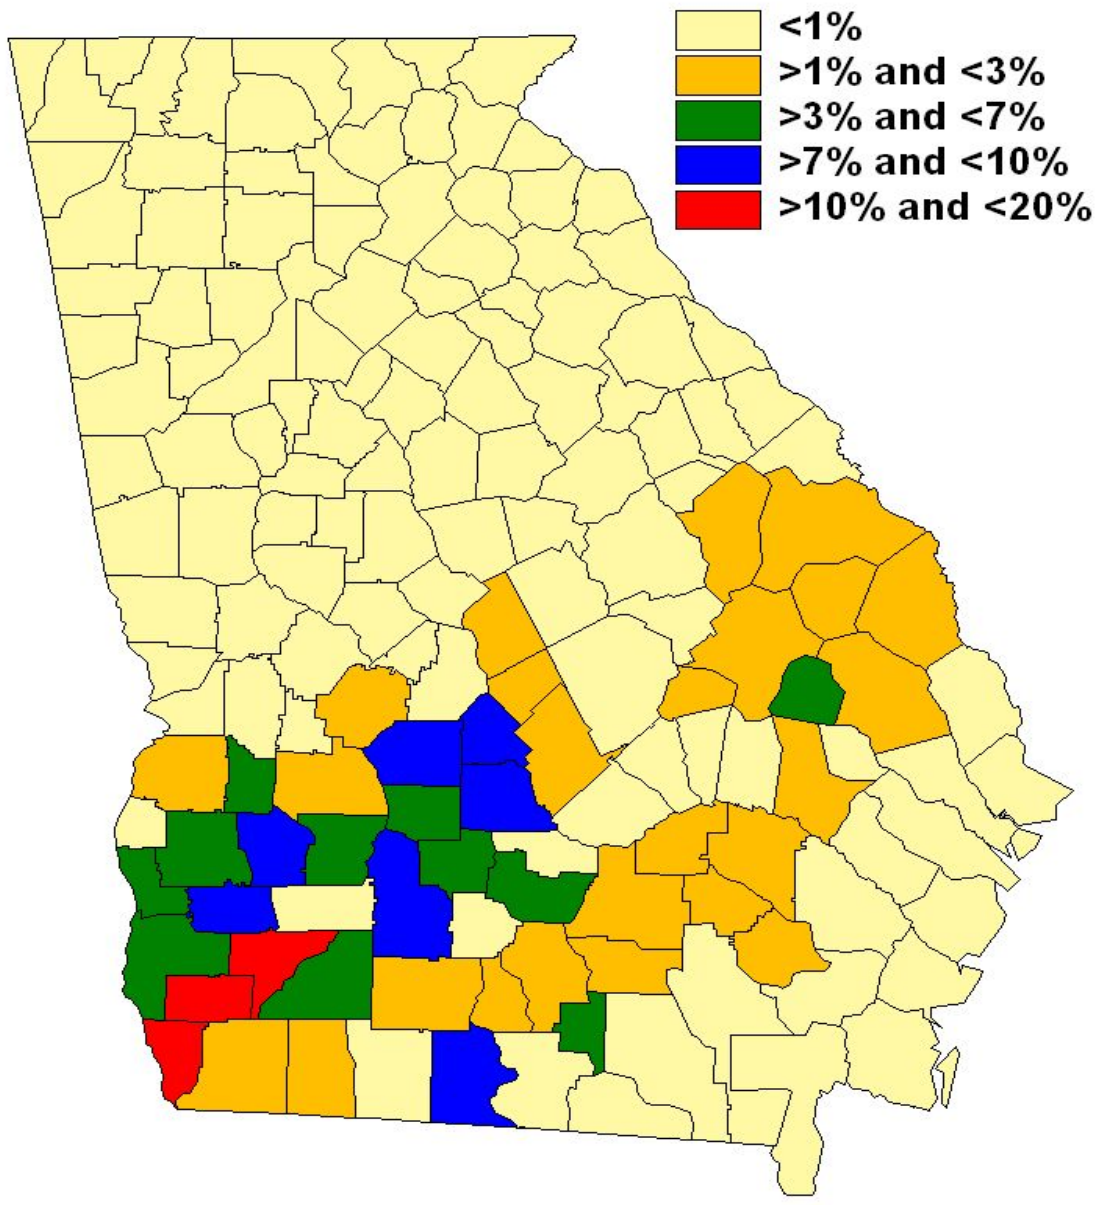 <1%
>1% and <3%
>3% and <7%
>7% and <10%
>10% and <20%